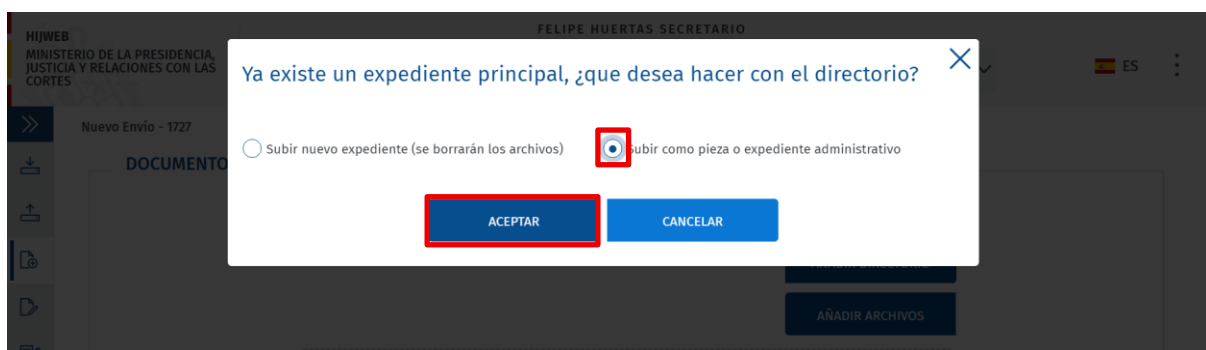 HIJWEB
MINISTERIO DE LA PRESIDENCIA,
JUSTICIA Y RELACIONES CON LAS
CORTES
FELIPE HUERTAS SECRETARIO
ES
Ya existe un expediente principal, ¿que desea hacer con el directorio?
Nuevo Envío - 1727
DOCUMENTO
Subir nuevo expediente (se borrarán los archivos)
Subir como pieza o expediente administrativo
ACEPTAR
CANCELAR
AÑADIR DIRECTORIO
AÑADIR ARCHIVOS